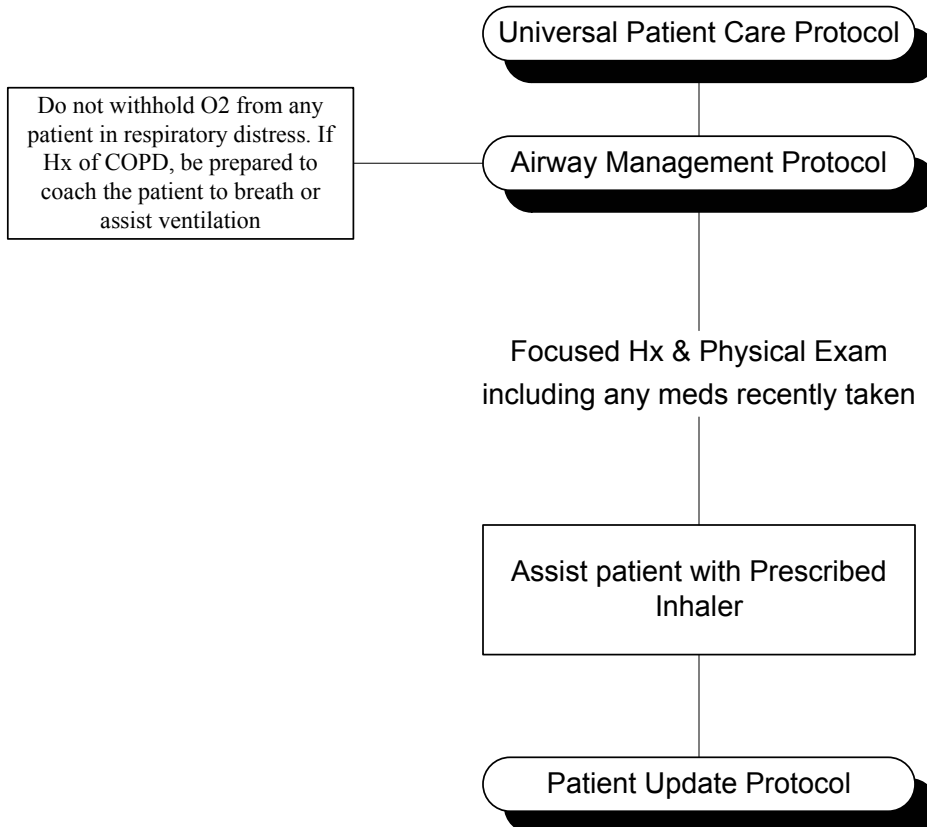 Universal Patient Care Protocol
Do not withhold O2 from any
patient in respiratory distress. If
Hx of COPD, be prepared to
coach the patient to breath or
assist ventilation
Airway Management Protocol
Focused Hx & Physical Exam
including any meds recently taken
Assist patient with Prescribed
Inhaler
Patient Update Protocol